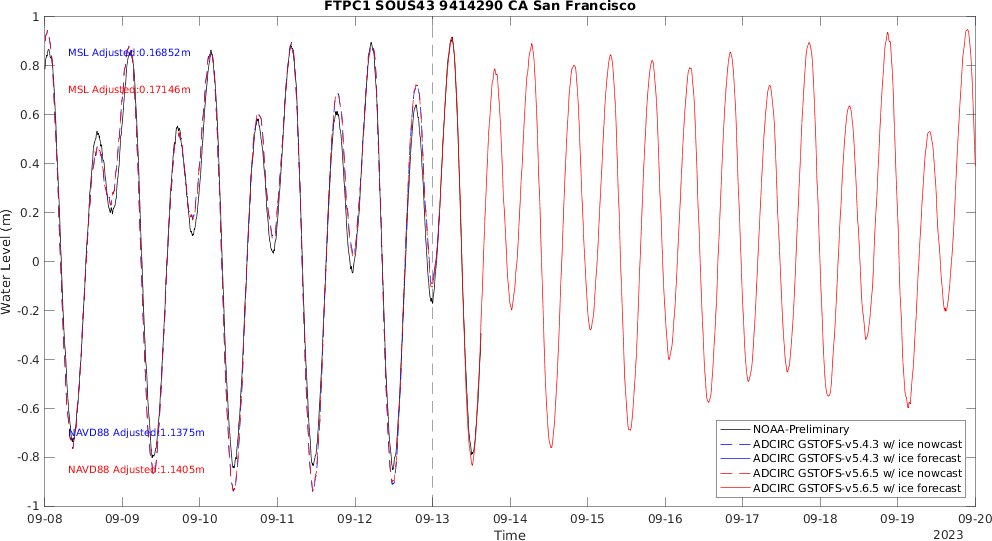 FTPC1 SOUS43 9414290 CA San Francisco
1
0.8
0.6
0.4
0.2
0
-0.2
-0.4
-0.6
-0.8
-1
Water Level (m)
MSL Adjusted:0.16852m
MSL Adjusted:0.17146m
NAVD88 Adjusted:1.1375m
NAVD88 Adjusted:1.1405m
NOAA-Preliminary
ADCIRC GSTOFS-v5.4.3 w/ ice nowcast
ADCIRC GSTOFS-v5.4.3 w/ ice forecast
ADCIRC GSTOFS-v5.6.5 w/ ice nowcast
ADCIRC GSTOFS-v5.6.5 w/ ice forecast
09-08 09-09 09-10 09-11 09-12 09-13 09-14 09-15 09-16 09-17 09-18 09-19 09-20
Time
2023